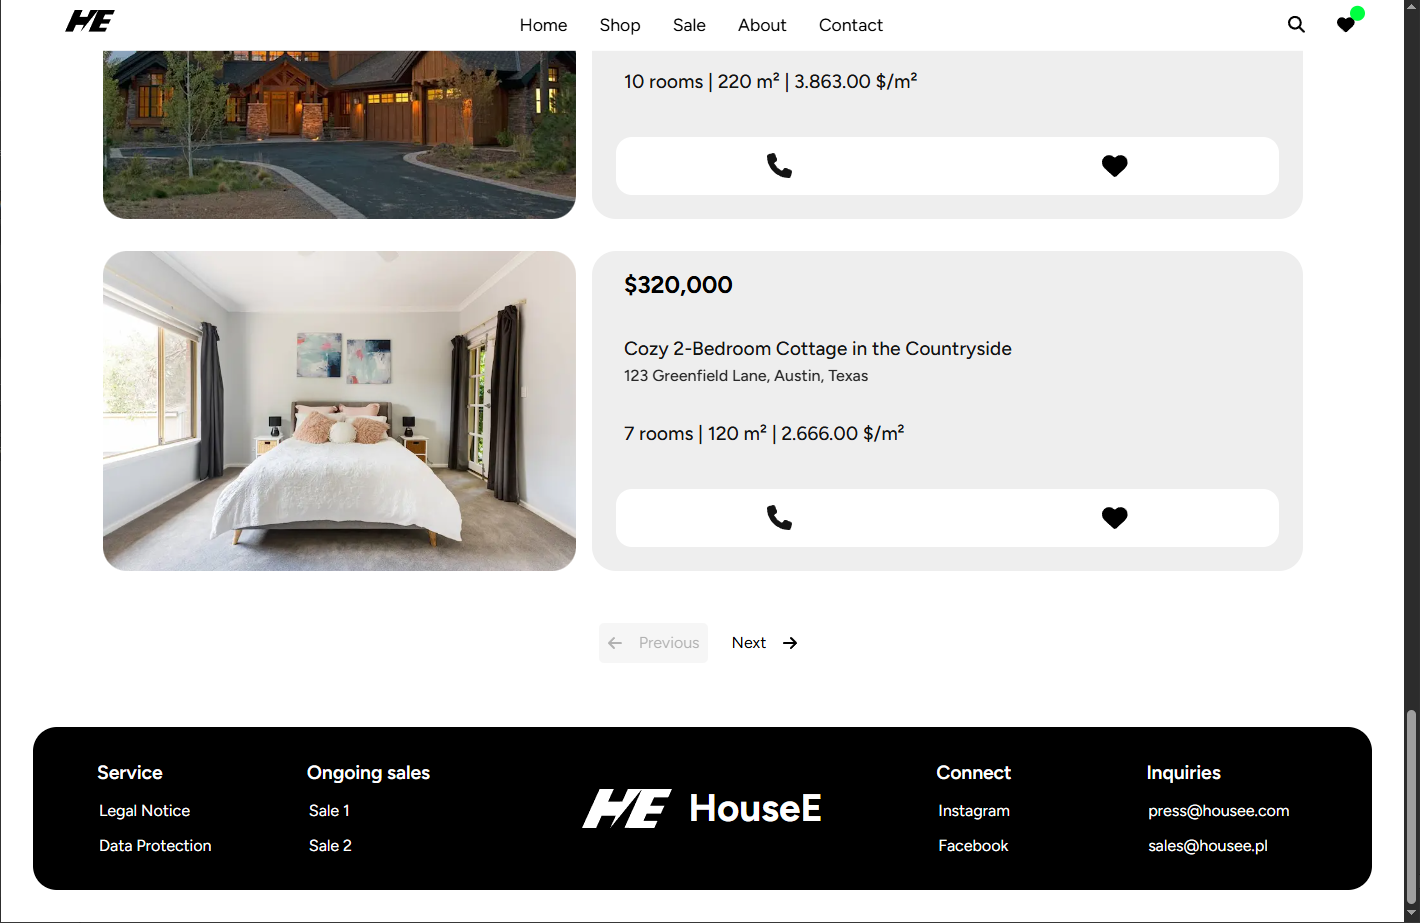 HE
Home Shop Sale About Contact
10 rooms | 220 m² | 3.863.00 $/m²
$320,000
Cozy 2-Bedroom Cottage in the Countryside
123 Greenfield Lane, Austin, Texas
7 rooms | 120 m² | 2.666.00 $/m²
Previous Next
Service
Legal Notice
Data Protection
Ongoing sales
Sale 1
Sale 2
HE HouseE
Connect
Instagram
Facebook
Inquiries
press@housee.com
sales@housee.pl